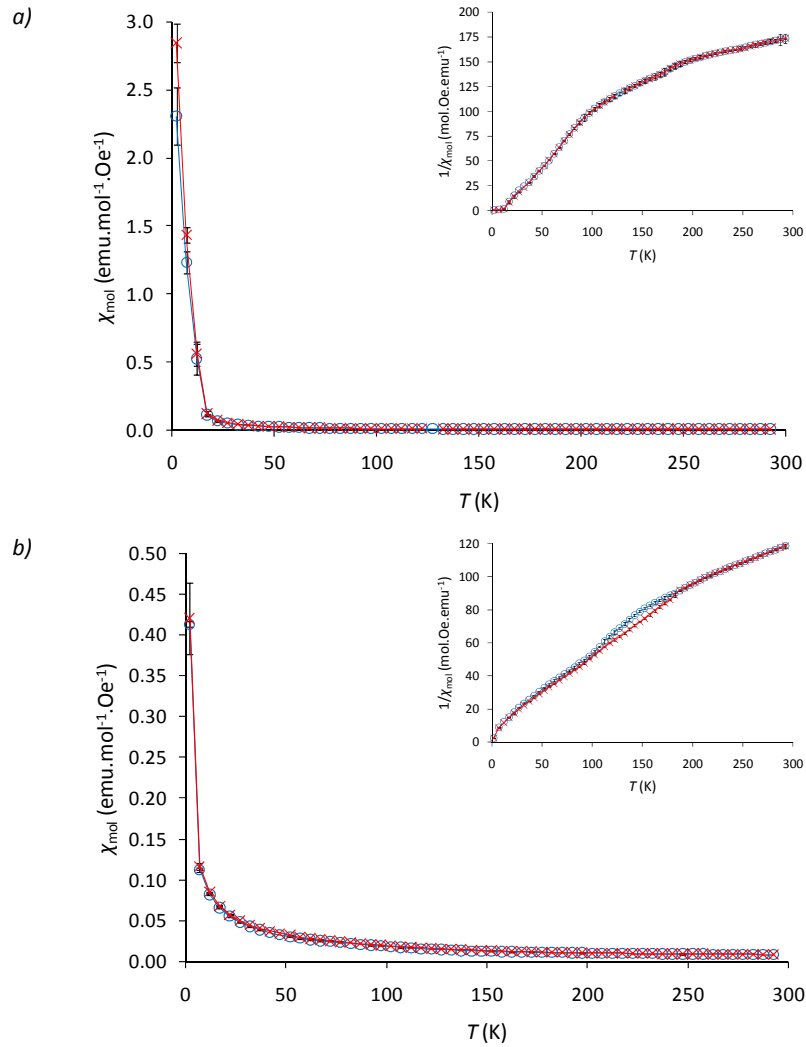 a)
3.0
2.5
2.0
1.5
1.0
0.5
0.0
χmol (emu.mol⁻¹.Oe⁻¹)
0 50 100 150 200 250 300
T (K)
200
175
150
125
100
75
50
25
0
1/χmol (mol.Oe.emu⁻¹)
0 50 100 150 200 250 300
T (K)
b)
0.50
0.45
0.40
0.35
0.30
0.25
0.20
0.15
0.10
0.05
0.00
χmol (emu.mol⁻¹.Oe⁻¹)
0 50 100 150 200 250 300
T (K)
120
100
80
60
40
20
0
1/χmol (mol.Oe.emu⁻¹)
0 50 100 150 200 250 300
T (K)